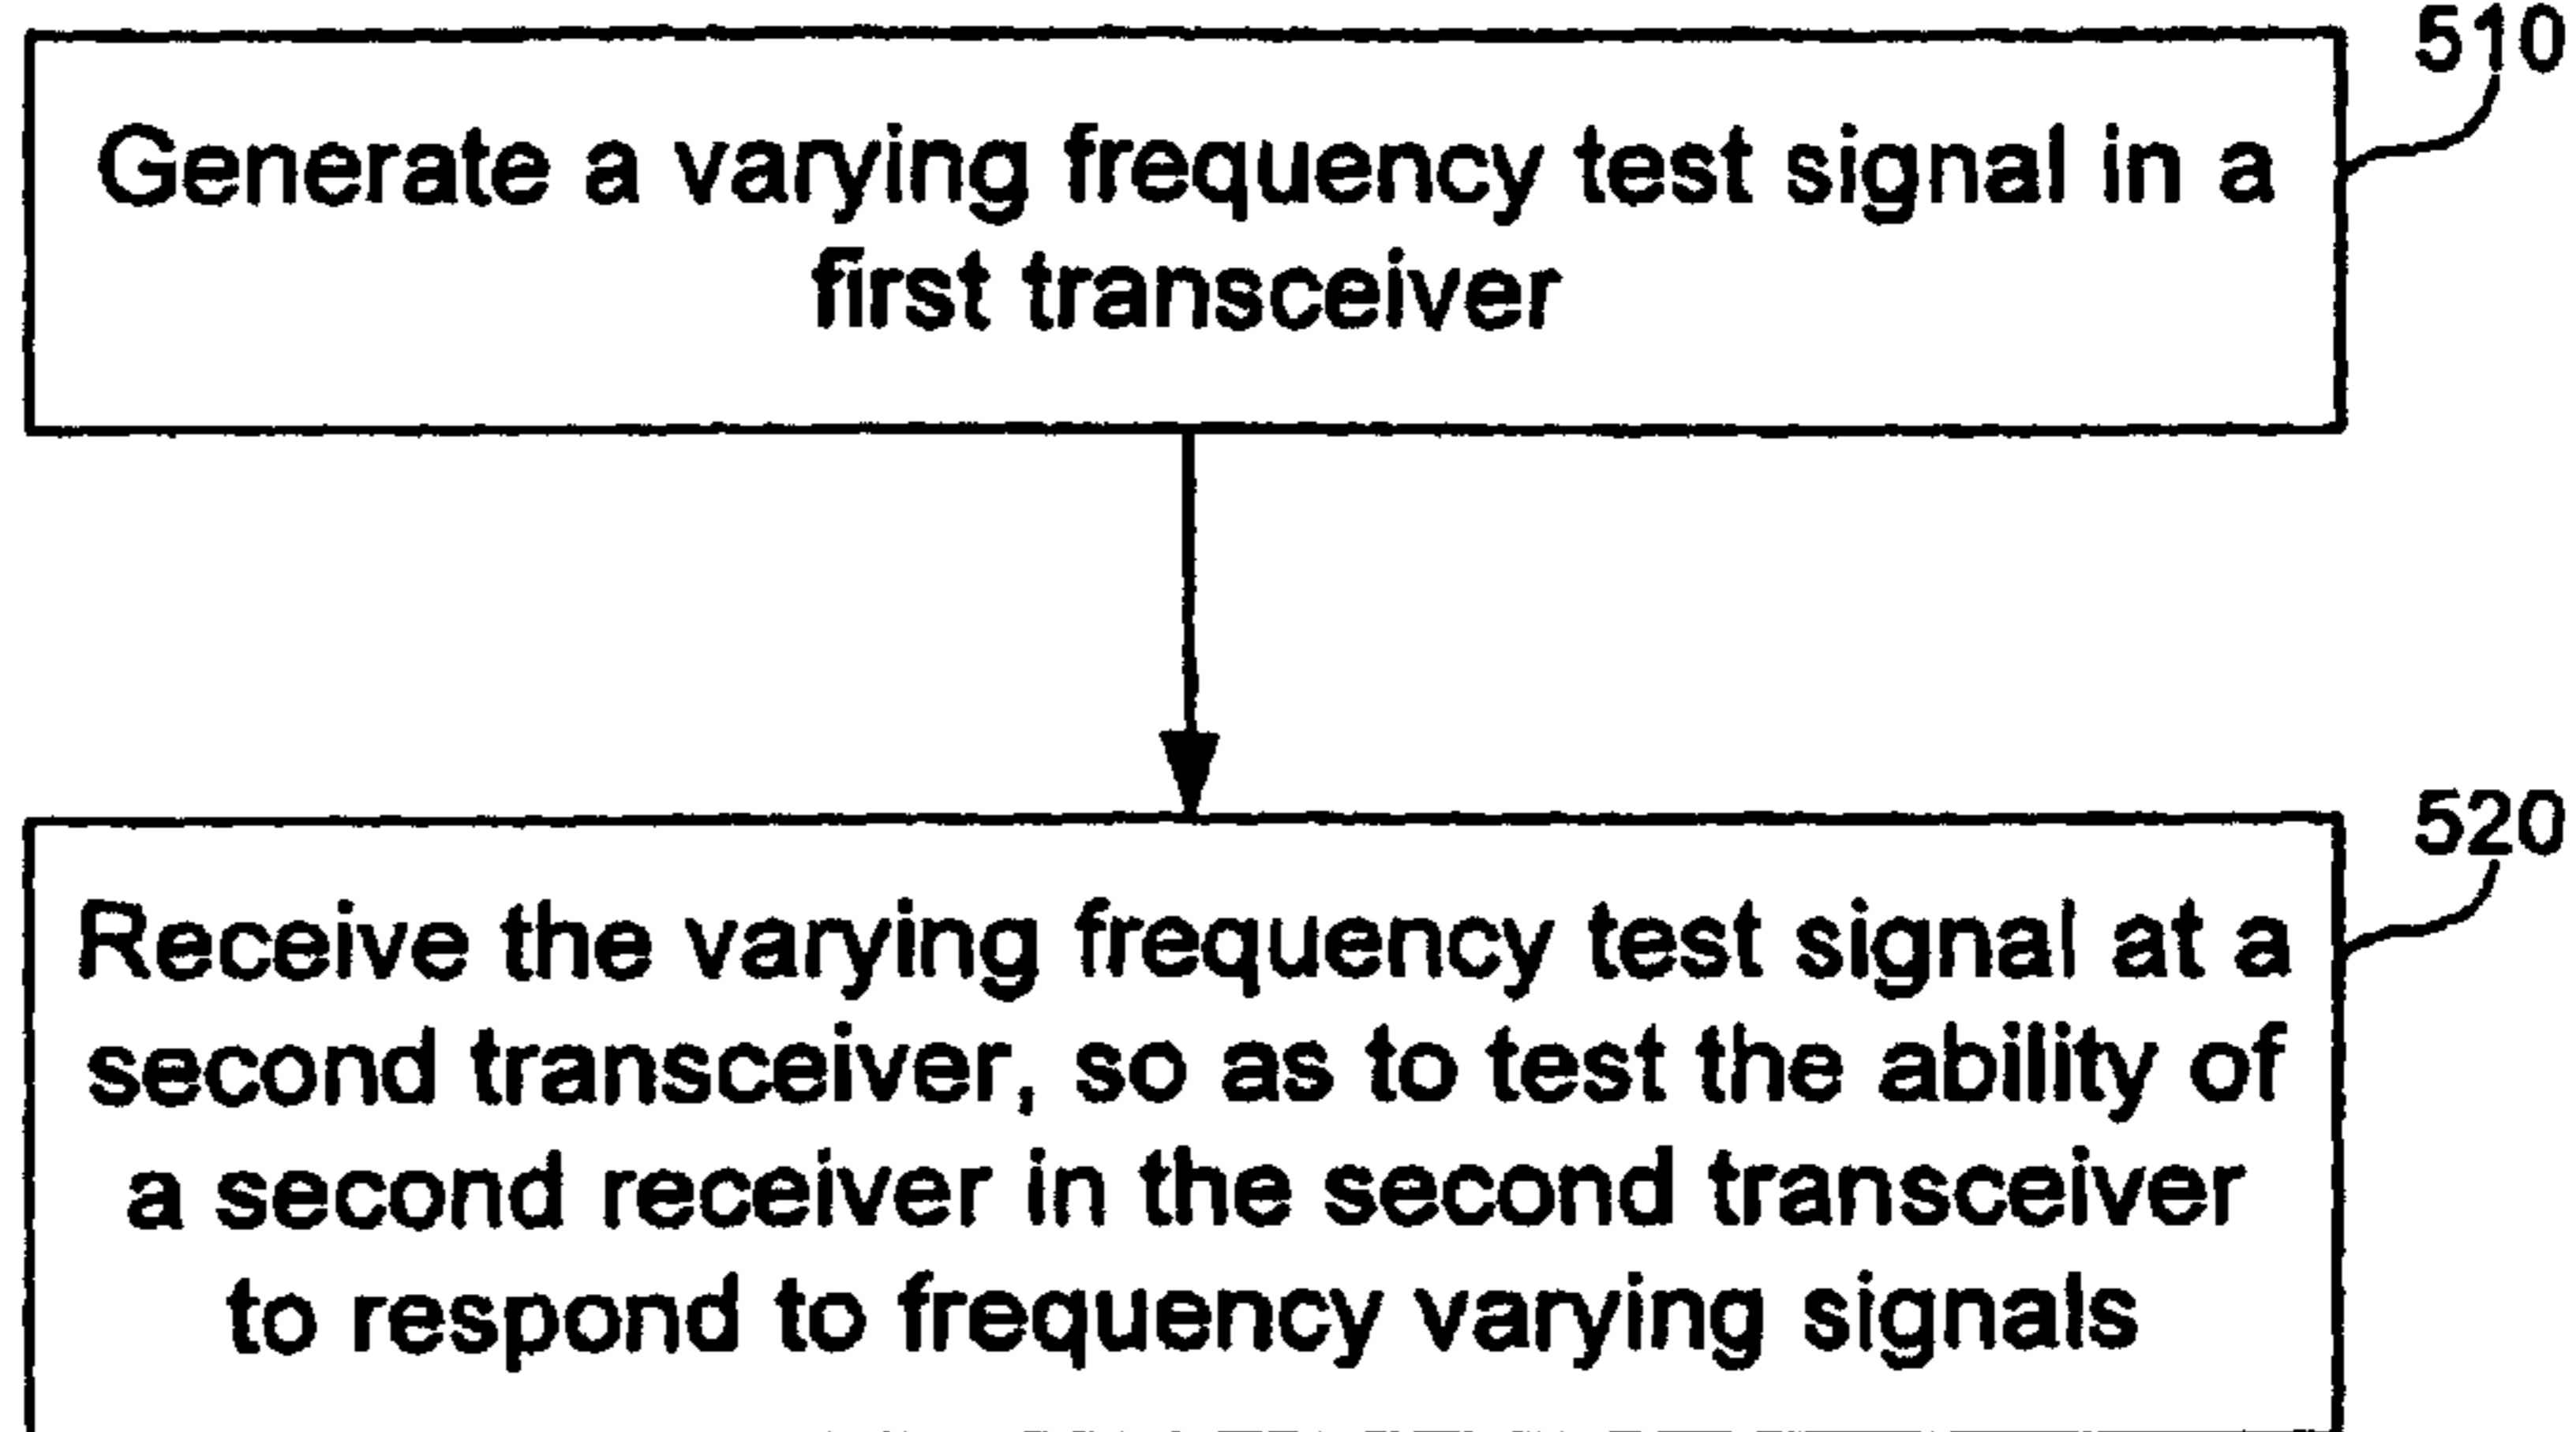 510
Generate a varying frequency test signal in a
first transceiver
520
Receive the varying frequency test signal at a
second transceiver, so as to test the ability of
a second receiver in the second transceiver
to respond to frequency varying signals